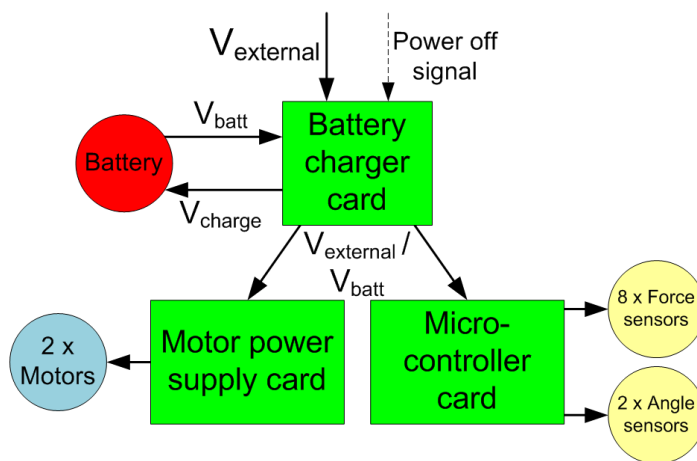 Vexternal
Power off
signal
Vbatt
Battery
charger
card
Battery
Vcharge
Vexternal /
Vbatt
8 x Force
sensors
Motor power
supply card
Micro-
controller
card
2 x
Motors
2 x Angle
sensors